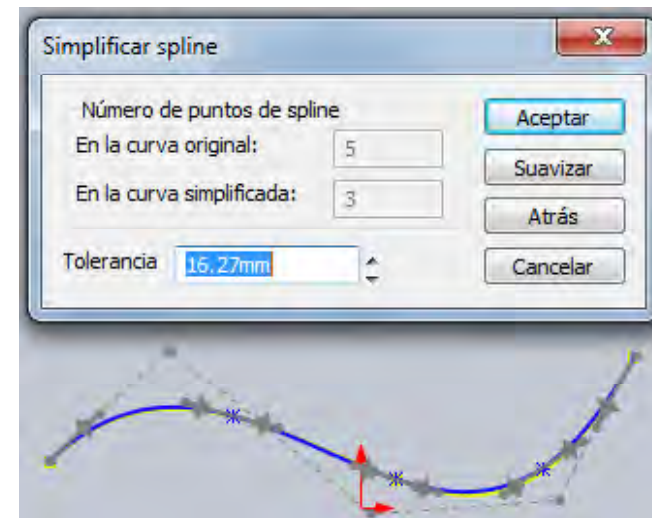 Simplificar spline
Número de puntos de spline
En la curva original: 5
En la curva simplificada: 3
Tolerancia 16.27mm
Aceptar
Suavizar
Atrás
Cancelar